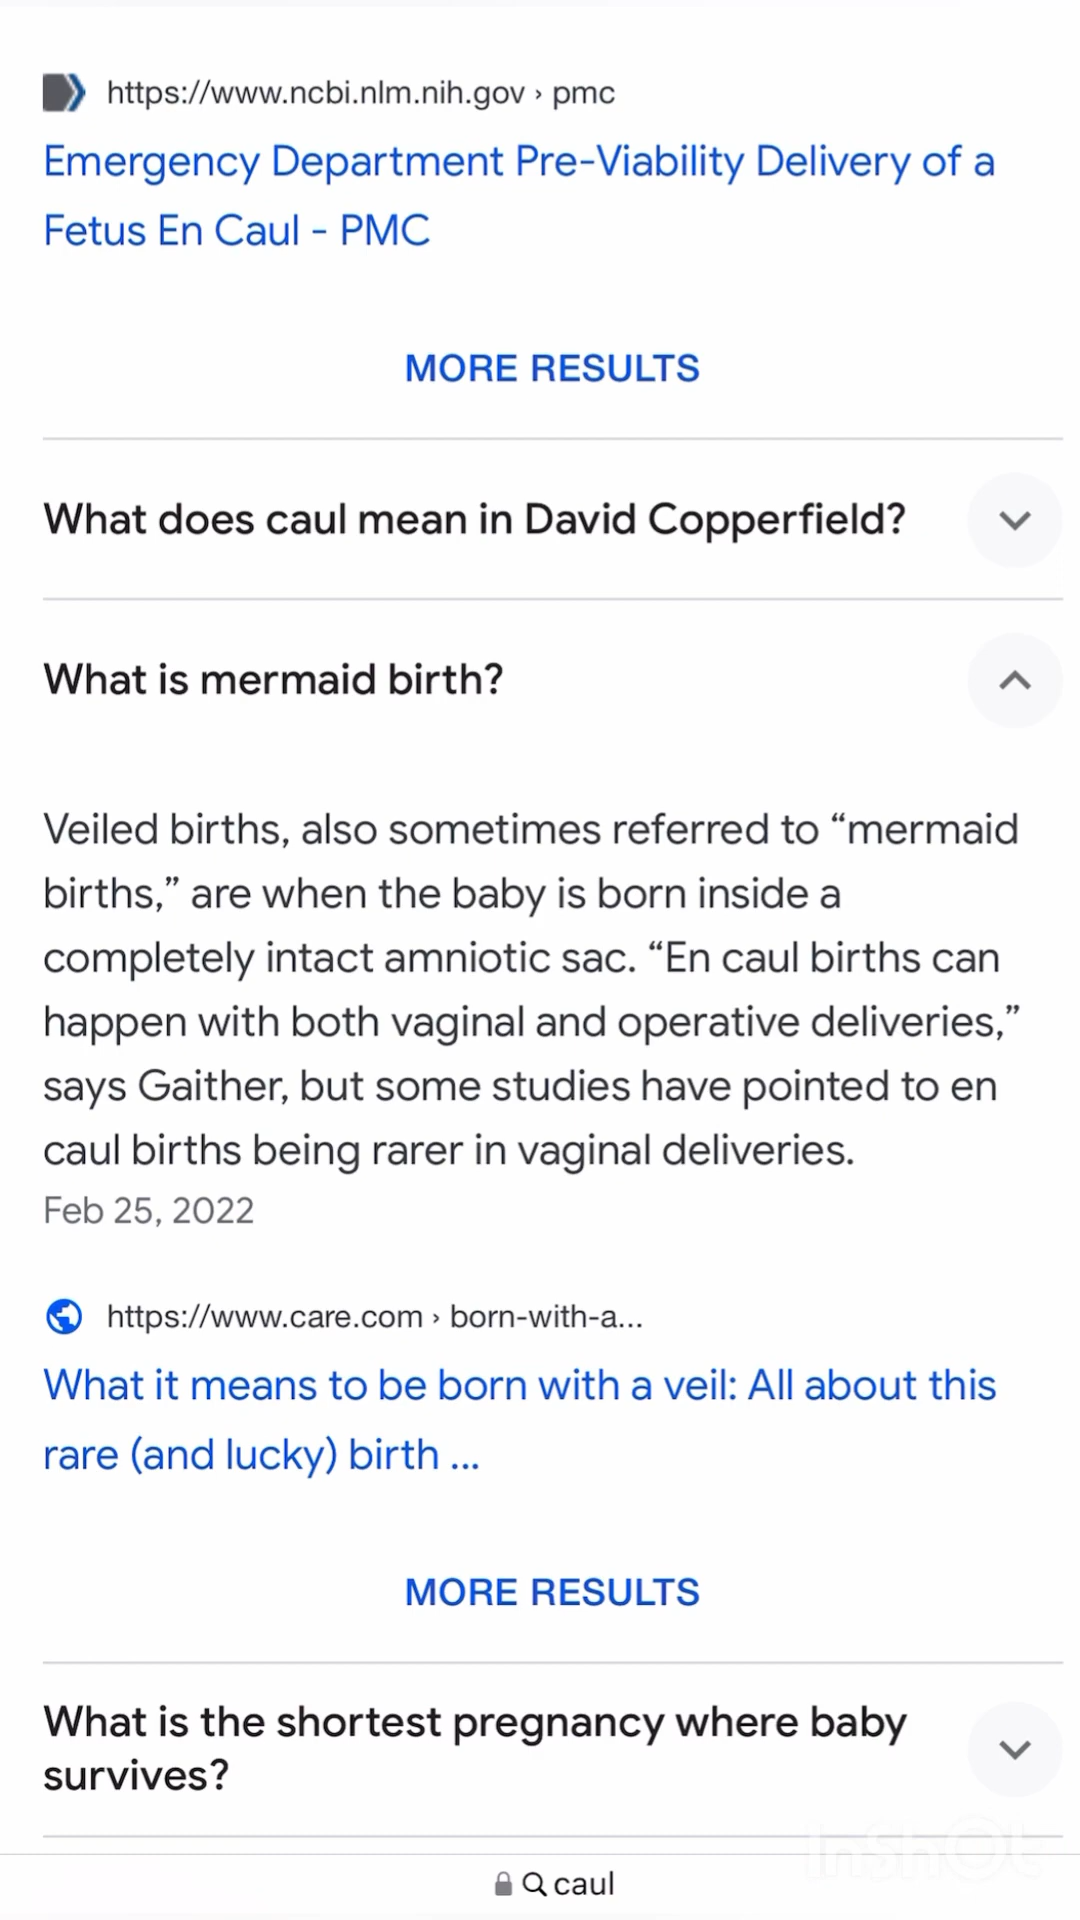 https://www.ncbi.nlm.nih.gov › pmc
Emergency Department Pre-Viability Delivery of a
Fetus En Caul - PMC
MORE RESULTS
What does caul mean in David Copperfield?
What is mermaid birth?
Veiled births, also sometimes referred to “mermaid
births,” are when the baby is born inside a
completely intact amniotic sac. “En caul births can
happen with both vaginal and operative deliveries,”
says Gaither, but some studies have pointed to en
caul births being rarer in vaginal deliveries.
Feb 25, 2022
https://www.care.com › born-with-a...
What it means to be born with a veil: All about this
rare (and lucky) birth ...
MORE RESULTS
What is the shortest pregnancy where baby
survives?
InShOt
caul